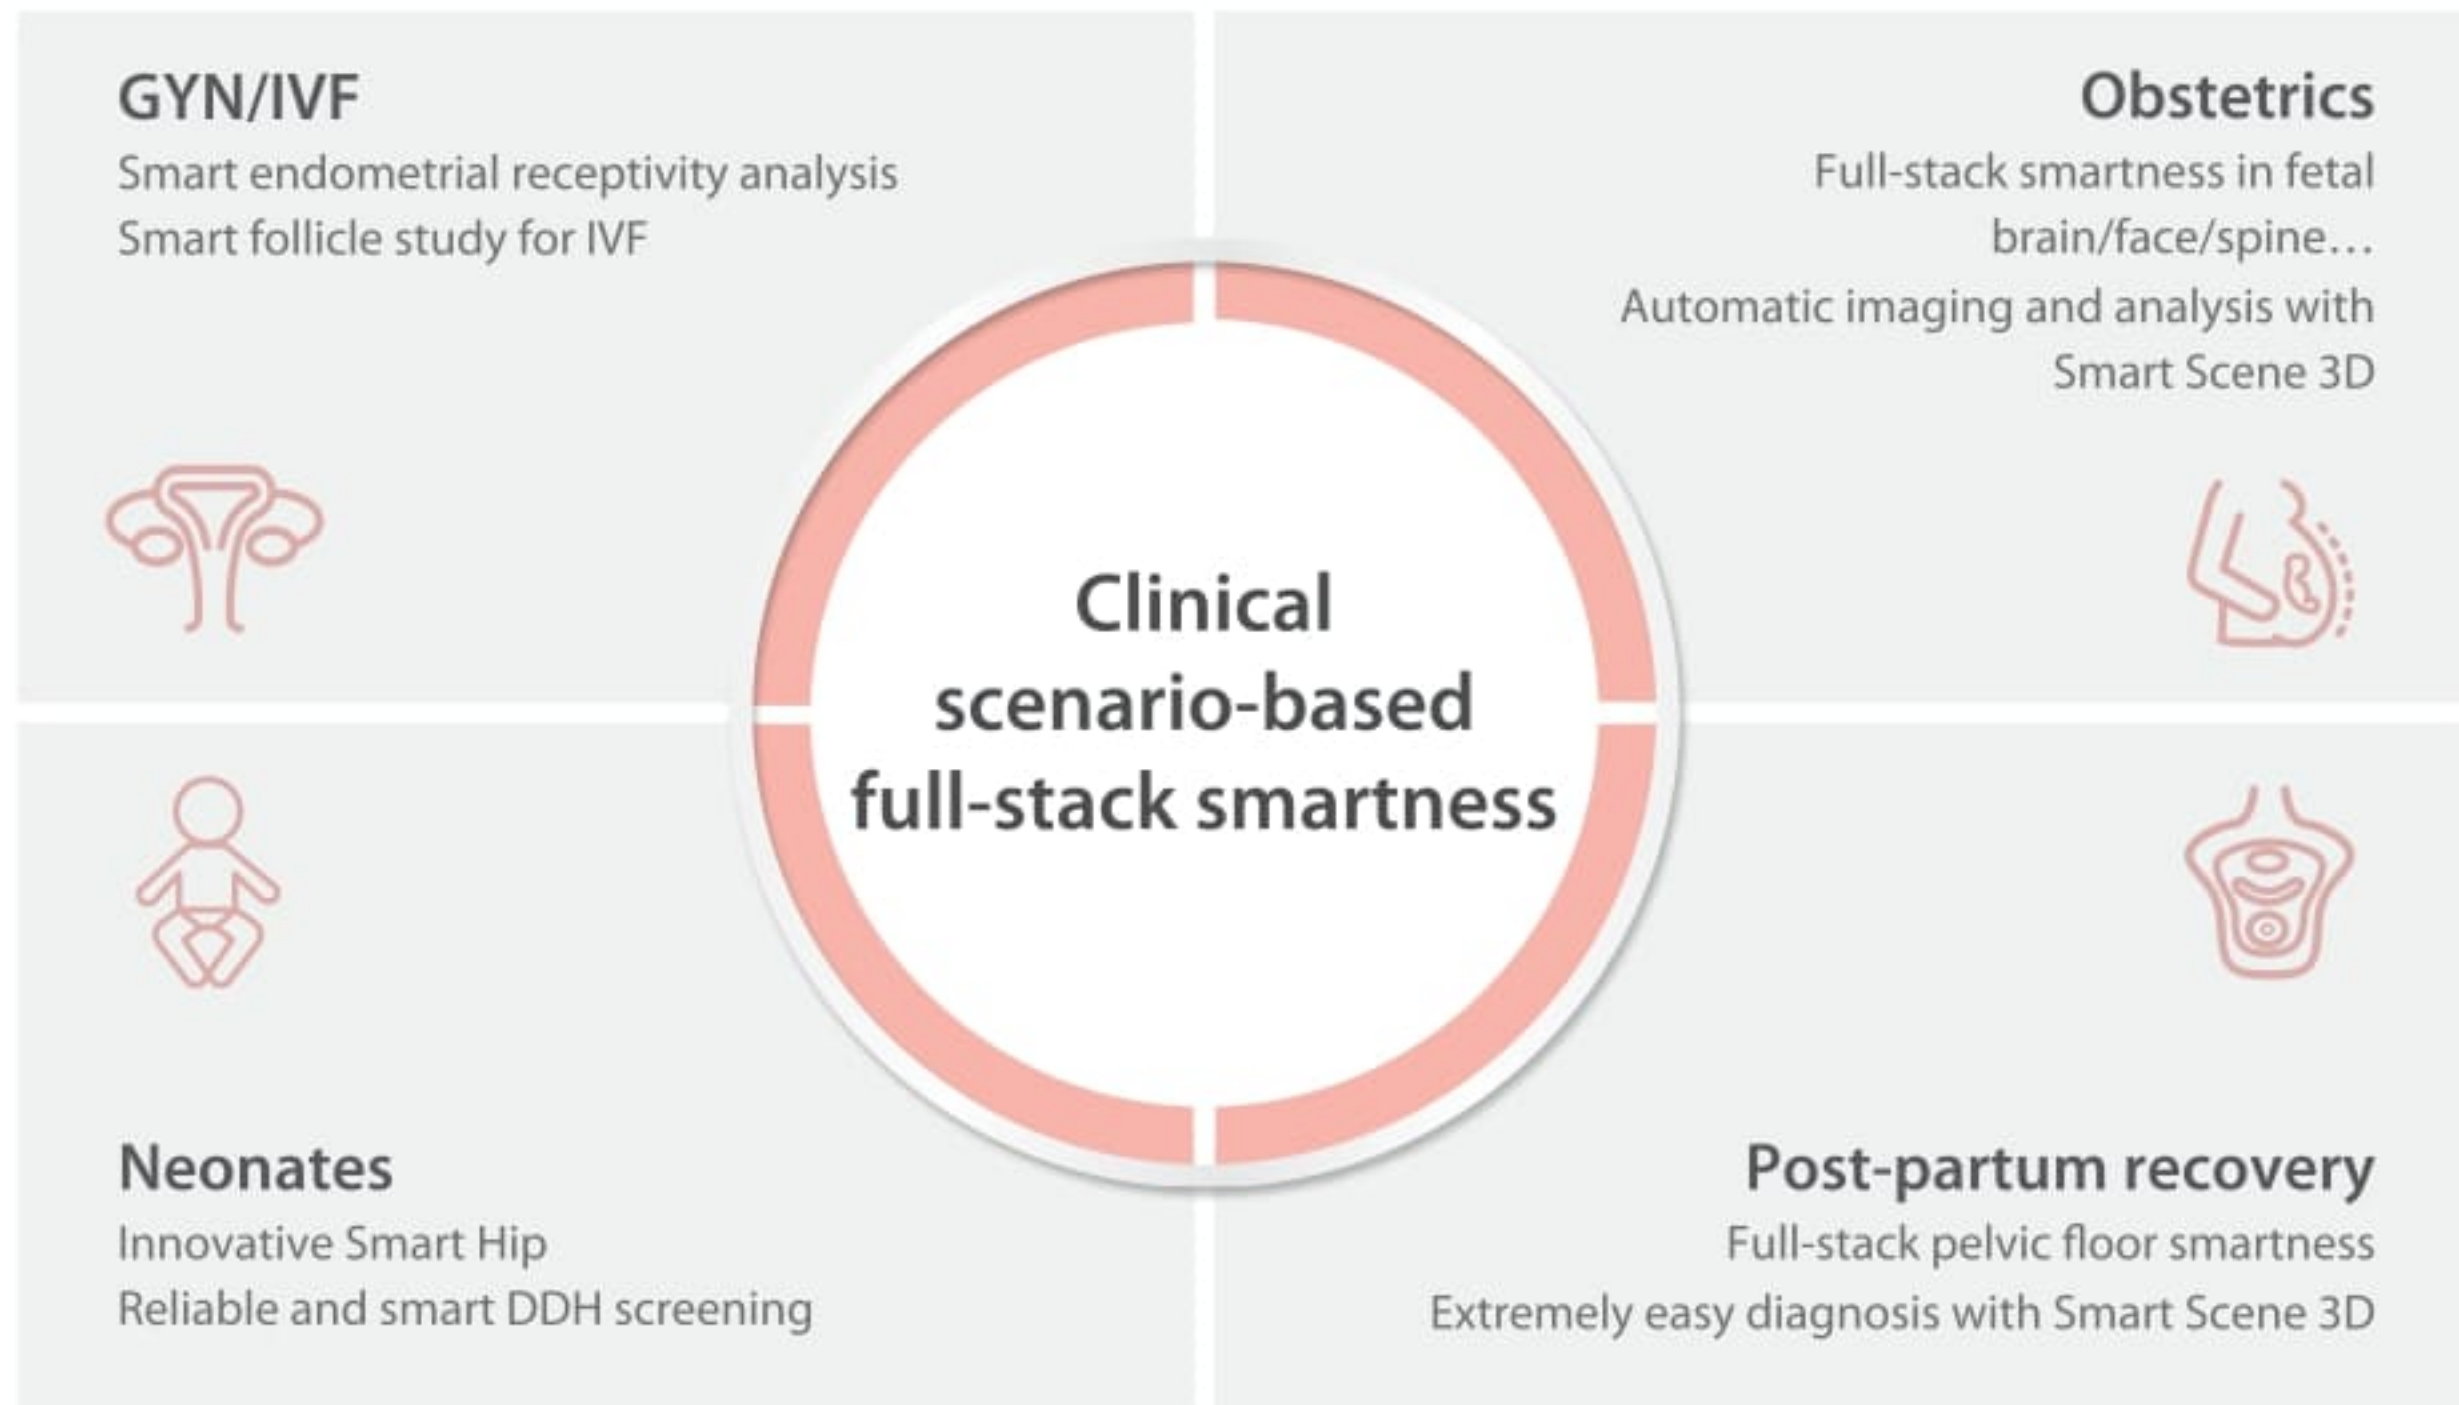 GYN/IVF
Smart endometrial receptivity analysis
Smart follicle study for IVF
Obstetrics
Full-stack smartness in fetal
brain/face/spine…
Automatic imaging and analysis with
Smart Scene 3D
Clinical
scenario-based
full-stack smartness
Neonates
Innovative Smart Hip
Reliable and smart DDH screening
Post-partum recovery
Full-stack pelvic floor smartness
Extremely easy diagnosis with Smart Scene 3D